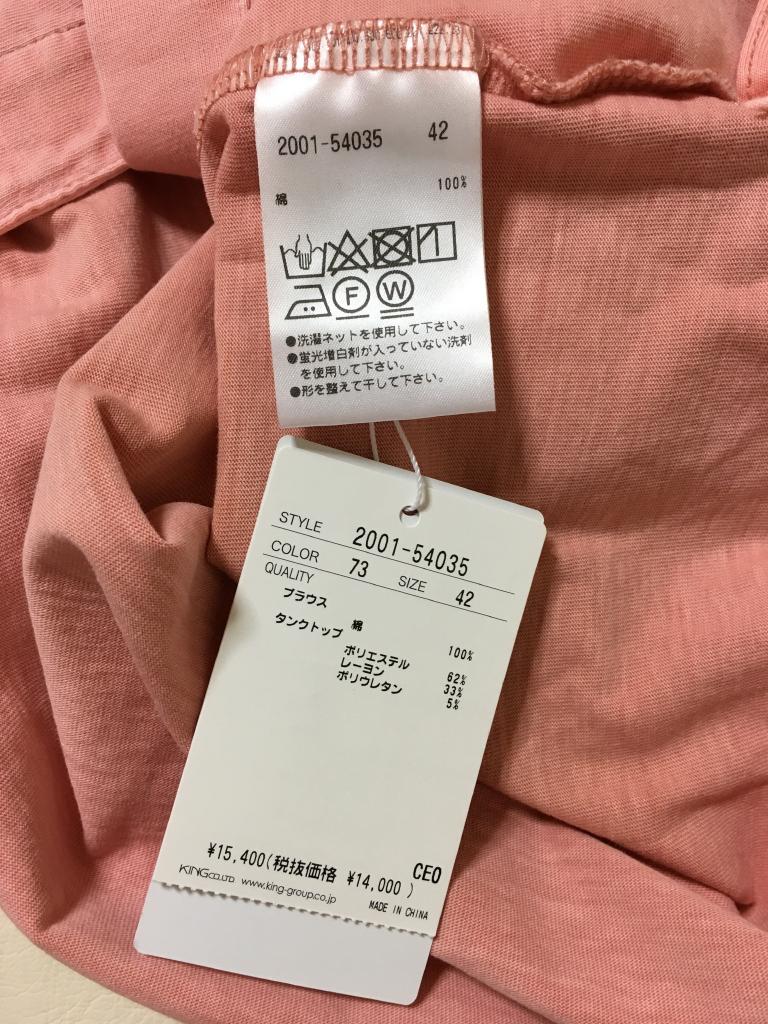 2001-54035 42
綿 100%
F W
●洗濯ネットを使用して下さい。
●蛍光増白剤が入っていない洗剤
を使用して下さい。
●形を整えて干して下さい。
STYLE 2001-54035
COLOR 73 SIZE 42
QUALITY
ブラウス
綿 100%
タンクトップ
ポリエステル 62%
レーヨン 33%
ポリウレタン 5%
¥15,400(税抜価格 ¥14,000) CEO
KING CO.,LTD. www.king-group.co.jp
MADE IN CHINA